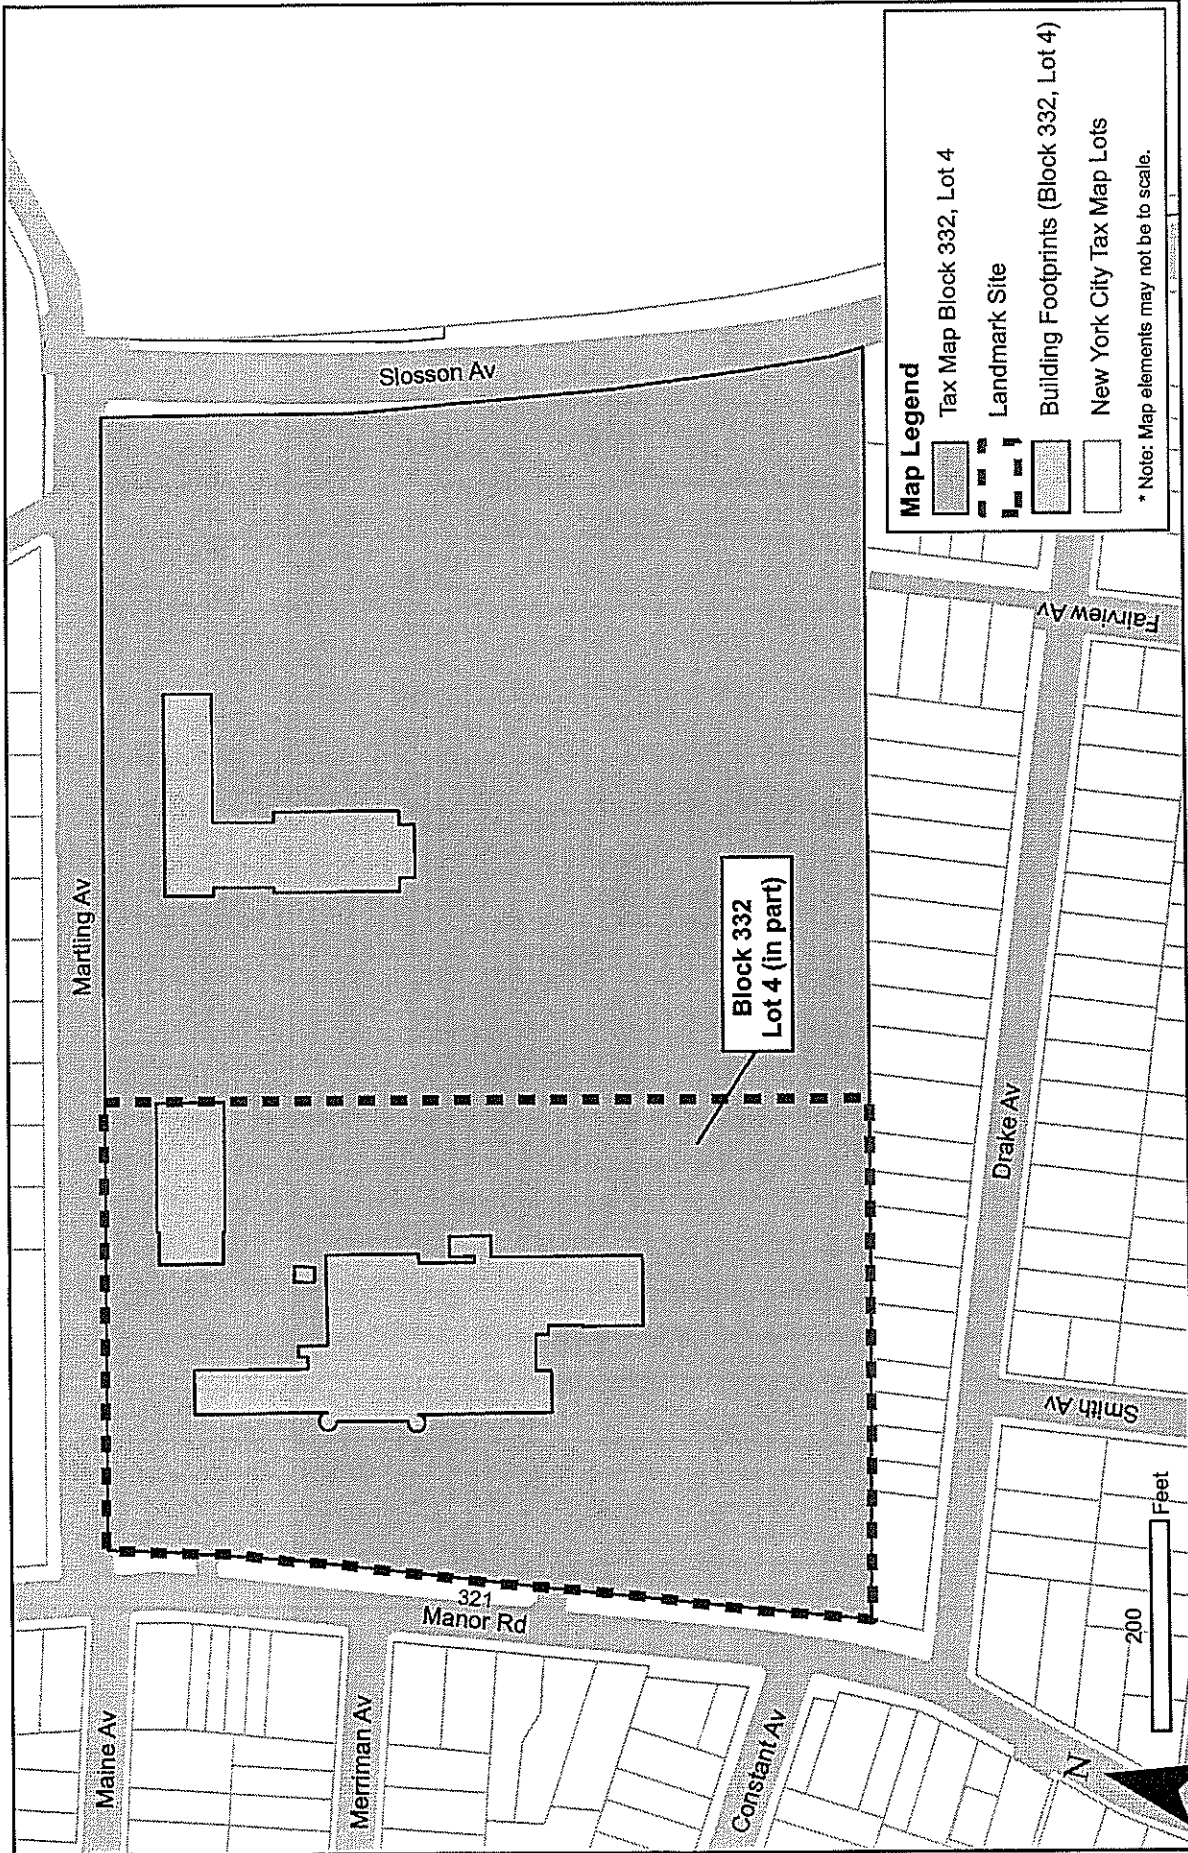 Martling Av
Slosson Av
Maine Av
Merriman Av
321
Manor Rd
Constant Av
Block 332
Lot 4 (in part)
Drake Av
Smith Av
Fairview Av
N
200
Feet
Map Legend
Tax Map Block 332, Lot 4
Landmark Site
Building Footprints (Block 332, Lot 4)
New York City Tax Map Lots
* Note: Map elements may not be to scale.